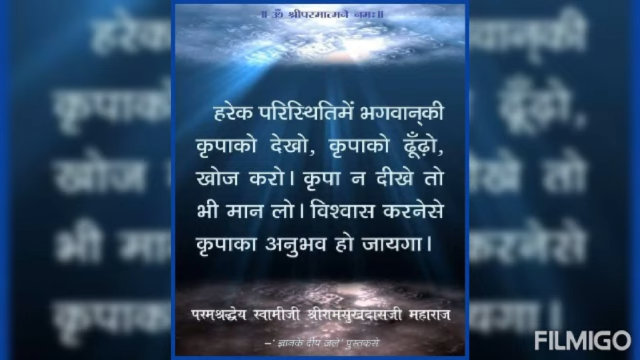 ॥ ॐ श्रीपरमात्मने नमः॥
हरेक परिस्थितिमें भगवान्‌की
कृपाको देखो, कृपाको ढूँढ़ो,
खोज करो। कृपा न दीखे तो
भी मान लो। विश्वास करनेसे
कृपाका अनुभव हो जायगा।
परमश्रद्धेय स्वामीजी श्रीरामसुखदासजी महाराज
–‘ ज्ञानके दीप जले’ पुस्तकसे
FILMIGO